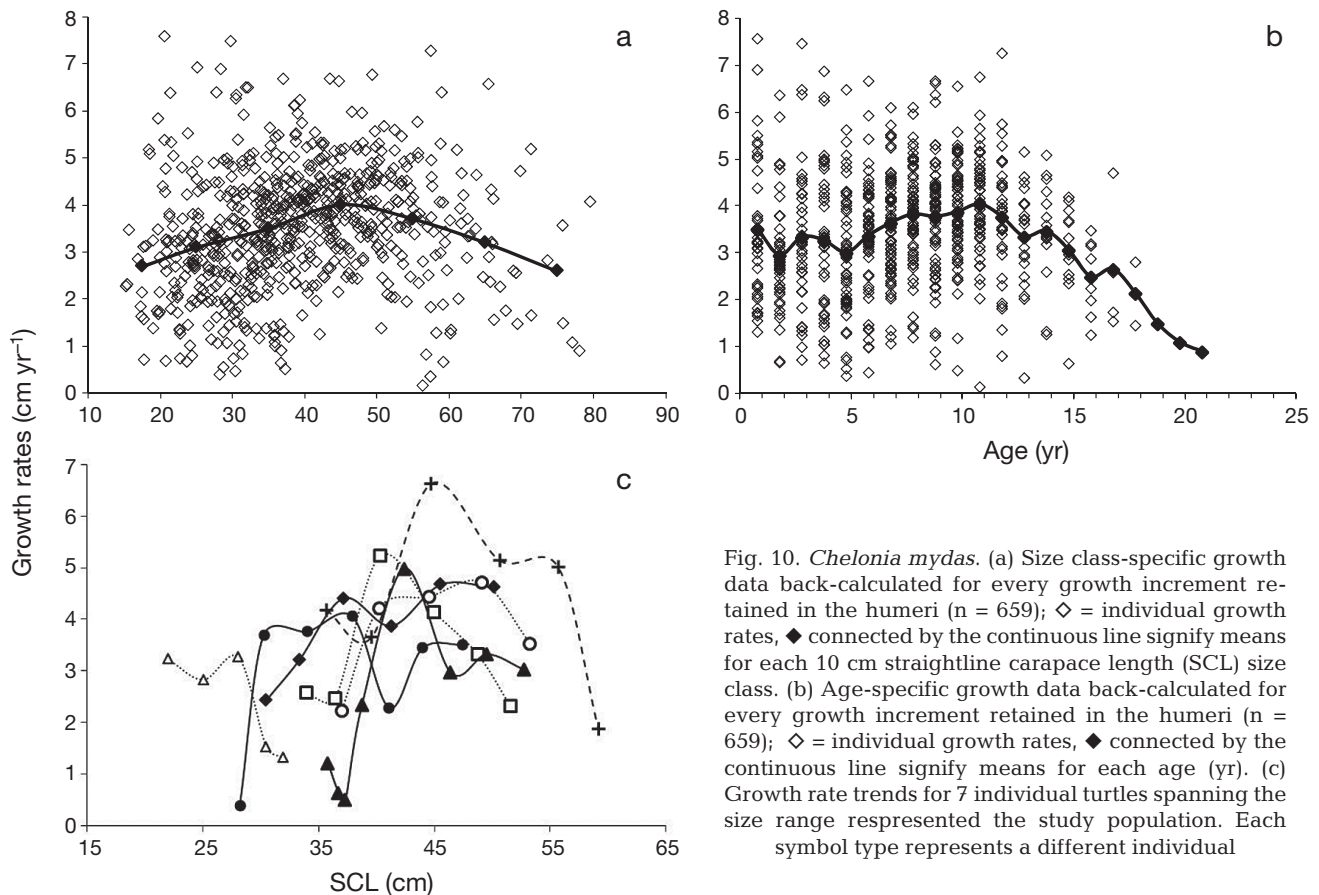 a
8
7
6
5
4
3
2
1
0
10 20 30 40 50 60 70 80 90
b
8
7
6
5
4
3
2
1
0
0 5 10 15 20 25
Age (yr)
Growth rates (cm yr⁻¹)
c
7
6
5
4
3
2
1
0
15 25 35 45 55 65
SCL (cm)
Fig. 10. Chelonia mydas. (a) Size class-specific growth
data back-calculated for every growth increment re-
tained in the humeri (n = 659); ◇ = individual growth
rates, ◆ connected by the continuous line signify means
for each 10 cm straightline carapace length (SCL) size
class. (b) Age-specific growth data back-calculated for
every growth increment retained in the humeri (n =
659); ◇ = individual growth rates, ◆ connected by the
continuous line signify means for each age (yr). (c)
Growth rate trends for 7 individual turtles spanning the
size range respresented the study population. Each
symbol type represents a different individual